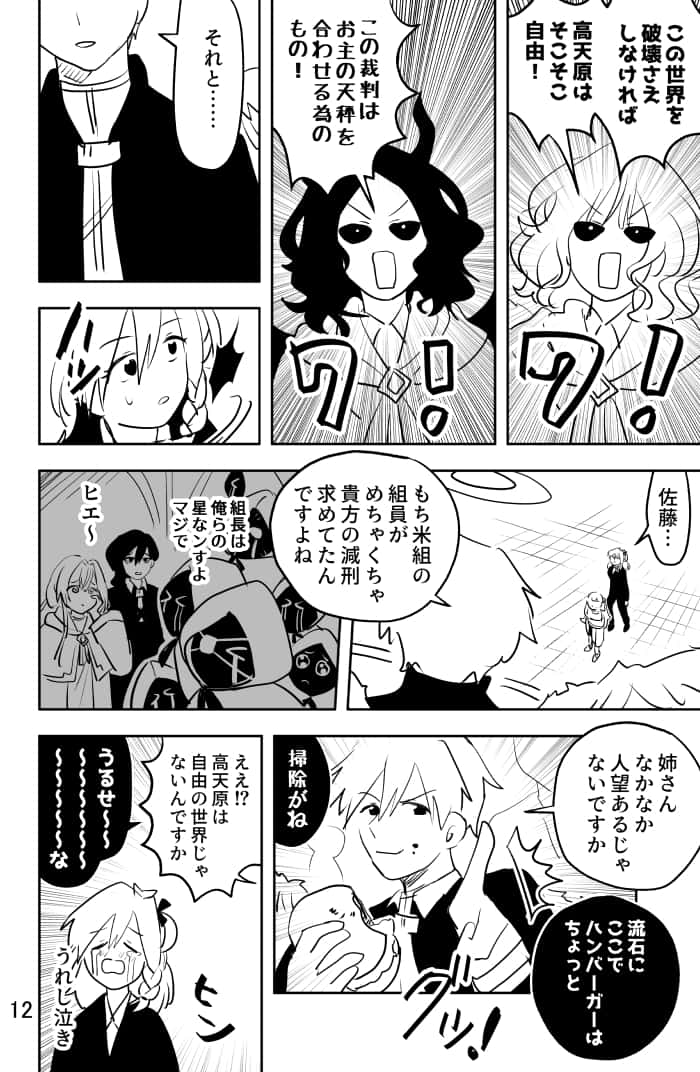 この世界を
破壊さえ
しなければ
高天原は
そこそこ
自由！
ワ！
この裁判は
お主の天秤を
合わせる為の
もの！
ワ！
それと……
バッ
佐藤…
もち米組の
組員が
めちゃくちゃ
貴方の減刑
求めてたん
ですよね
組長は
俺らの
星なンすよ
マジで
ヒエ～
姉さん
なかなか
人望あるじゃ
ないですか
流石に
ここで
ハンバーガーは
ちょっと
グッ！
掃除がね
ええ!?
高天原は
自由の世界じゃ
ないんですか
うるせ～
～～～～～
～～～～な
ヒン
うれし泣き
12